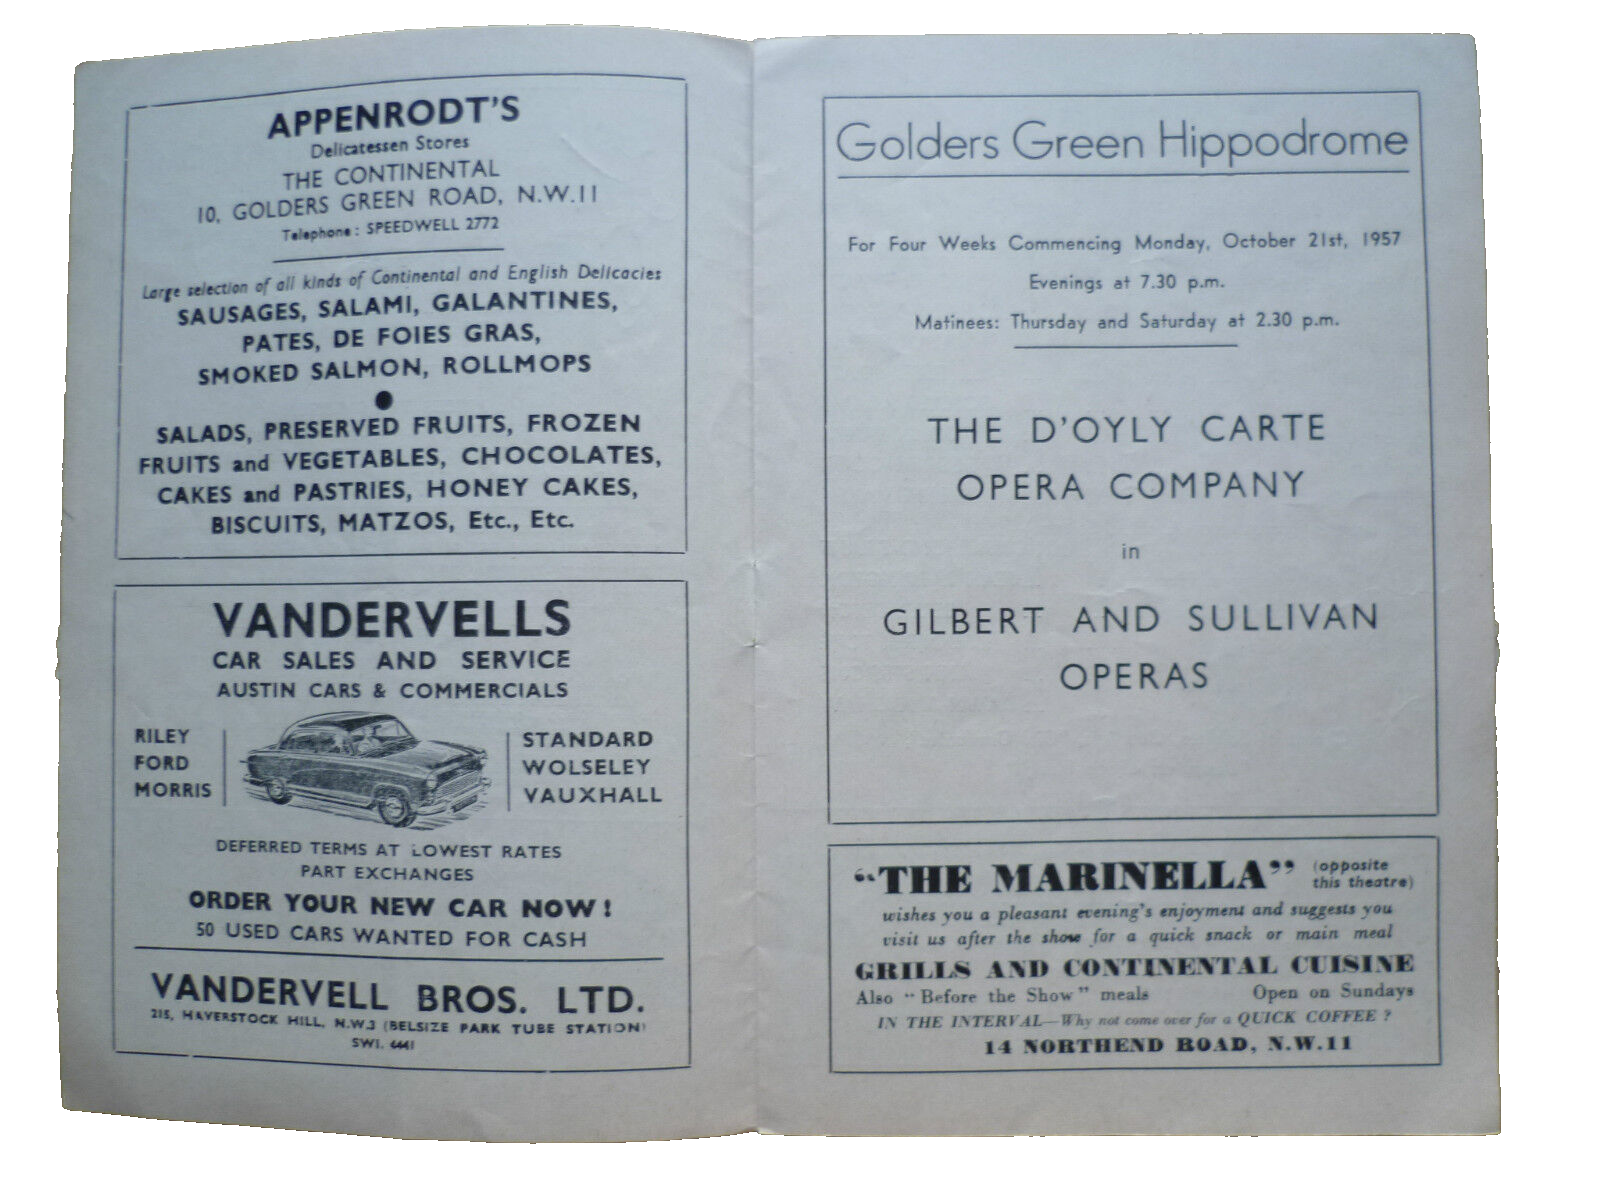 APPENRODT'S
Delicatessen Stores
THE CONTINENTAL
10, GOLDERS GREEN ROAD, N.W.11
Telephone: SPEEDWELL 2772
Large selection of all kinds of Continental and English Delicacies
SAUSAGES, SALAMI, GALANTINES,
PATES, DE FOIES GRAS,
SMOKED SALMON, ROLLMOPS
SALADS, PRESERVED FRUITS, FROZEN
FRUITS and VEGETABLES, CHOCOLATES,
CAKES and PASTRIES, HONEY CAKES,
BISCUITS, MATZOS, Etc., Etc.
VANDERVELLS
CAR SALES AND SERVICE
AUSTIN CARS & COMMERCIALS
RILEY
FORD
MORRIS
STANDARD
WOLSELEY
VAUXHALL
DEFERRED TERMS AT LOWEST RATES
PART EXCHANGES
ORDER YOUR NEW CAR NOW!
50 USED CARS WANTED FOR CASH
VANDERVELL BROS. LTD.
215, HAVERSTOCK HILL, N.W.3 (BELSIZE PARK TUBE STATION)
SWI. 4441
Golders Green Hippodrome
For Four Weeks Commencing Monday, October 21st, 1957
Evenings at 7.30 p.m.
Matinees: Thursday and Saturday at 2.30 p.m.
THE D'OYLY CARTE
OPERA COMPANY
in
GILBERT AND SULLIVAN
OPERAS
"THE MARINELLA" (opposite
this theatre)
wishes you a pleasant evening's enjoyment and suggests you
visit us after the show for a quick snack or main meal
GRILLS AND CONTINENTAL CUISINE
Also "Before the Show" meals Open on Sundays
IN THE INTERVAL—Why not come over for a QUICK COFFEE?
14 NORTHEND ROAD, N.W.11